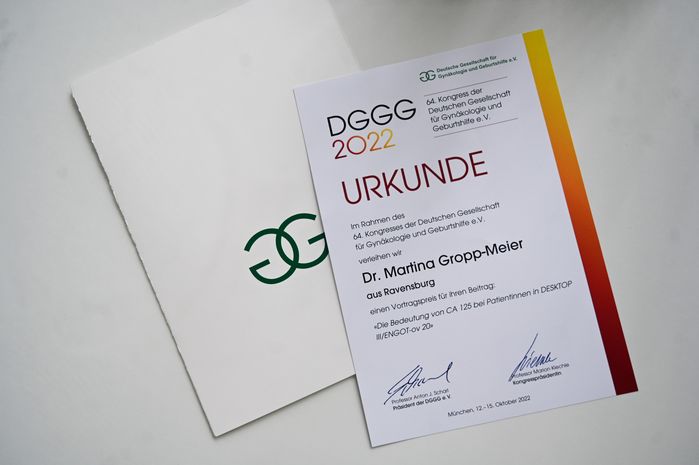 Deutsche Gesellschaft für
Gynäkologie und Geburtshilfe e.V.
DGGG
2022
64. Kongress der
Deutschen Gesellschaft
für Gynäkologie und
Geburtshilfe e. V.
URKUNDE
Im Rahmen des
64. Kongresses der Deutschen Gesellschaft
für Gynäkologie und Geburtshilfe e.V.
verleihen wir
Dr. Martina Gropp-Meier
aus Ravensburg
einen Vortragspreis für Ihren Beitrag:
«Die Bedeutung von CA 125 bei Patientinnen in DESKTOP
III/ENGOT-ov 20»
Professor Anton J. Scharl
Präsident der DGGG e.V.
Professor Marion Kiechle
Kongresspräsidentin
München, 12.–15. Oktober 2022